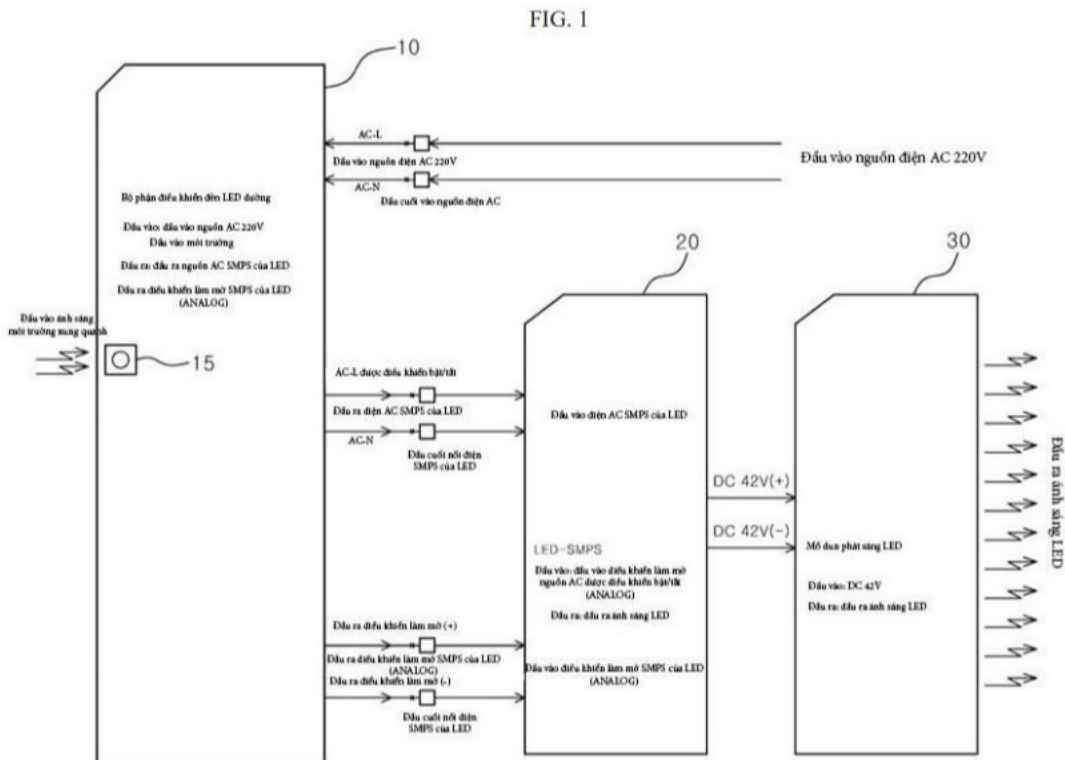 FIG. 1
10
AC-L
Đầu vào nguồn điện AC 220V
Đầu vào nguồn điện AC 220V
AC-N
Đầu cuối vào nguồn điện AC
Bộ phận điều khiển đèn LED đường
Đầu vào: đầu vào nguồn AC 220V
Đầu vào môi trường
Đầu ra: đầu ra nguồn AC SMPS của LED
Đầu ra điều khiển làm mờ SMPS của LED
(ANALOG)
Đầu vào ánh sáng
môi trường xung quanh
15
AC-L được điều khiển bật/tắt
Đầu ra điện AC SMPS của LED
AC-N
Đầu cuối nối điện
SMPS của LED
Đầu ra điều khiển làm mờ (+)
Đầu ra điều khiển làm mờ SMPS của LED
(ANALOG)
Đầu ra điều khiển làm mờ (-)
Đầu cuối nối điện
SMPS của LED
20
Đầu vào điện AC SMPS của LED
LED-SMPS
Đầu vào: đầu vào điều khiển làm mờ
nguồn AC được điều khiển bật/tắt
(ANALOG)
Đầu ra: đầu ra ánh sáng LED
Đầu vào điều khiển làm mờ SMPS của LED
(ANALOG)
DC 42V(+)
DC 42V(-)
30
Mô đun phát sáng LED
Đầu vào: DC 42V
Đầu ra: đầu ra ánh sáng LED
Đầu ra ánh sáng LED